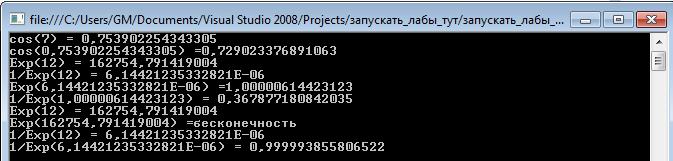 file:///C:/Users/GM/Documents/Visual Studio 2008/Projects/запускать_лабы_тут/запускать_лабы_...
cos(7) = 0,753902254343305
cos(0,753902254343305) =0,729023376891063
Exp(12) = 162754,791419004
1/Exp(12) = 6,14421235332821E-06
Exp(6,14421235332821E-06) =1,00000614423123
1/Exp(1,00000614423123) = 0,367877180842035
Exp(12) = 162754,791419004
Exp(162754,791419004) =бесконечность
1/Exp(12) = 6,14421235332821E-06
1/Exp(6,14421235332821E-06) = 0,999993855806522